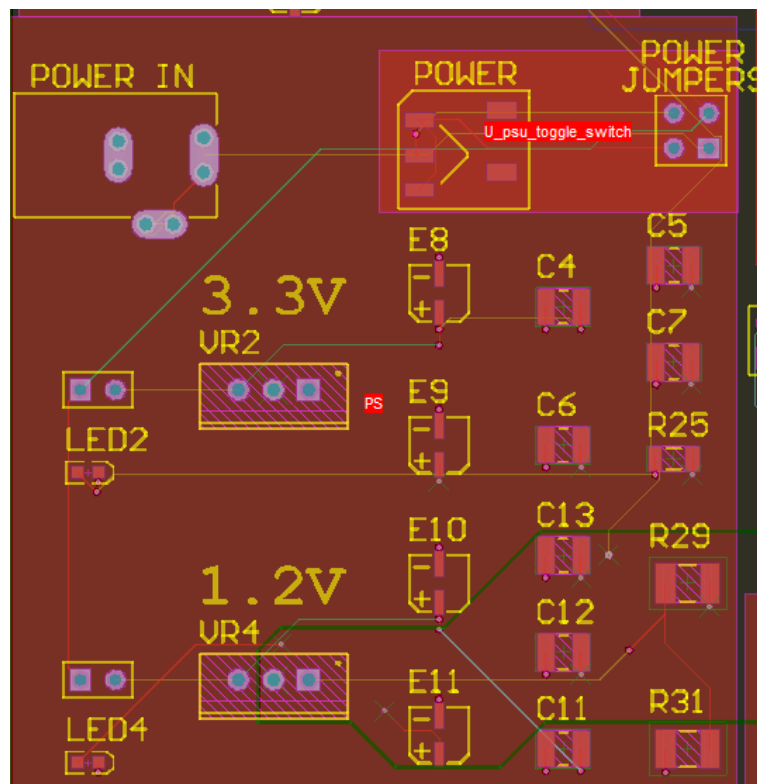 POWER IN
POWER
POWER
JUMPERS
U_psu_toggle_switch
E8
C5
C4
3.3V
VR2
C7
PS
E9
C6
R25
LED2
E10
C13
R29
1.2V
VR4
C12
E11
C11
R31
LED4